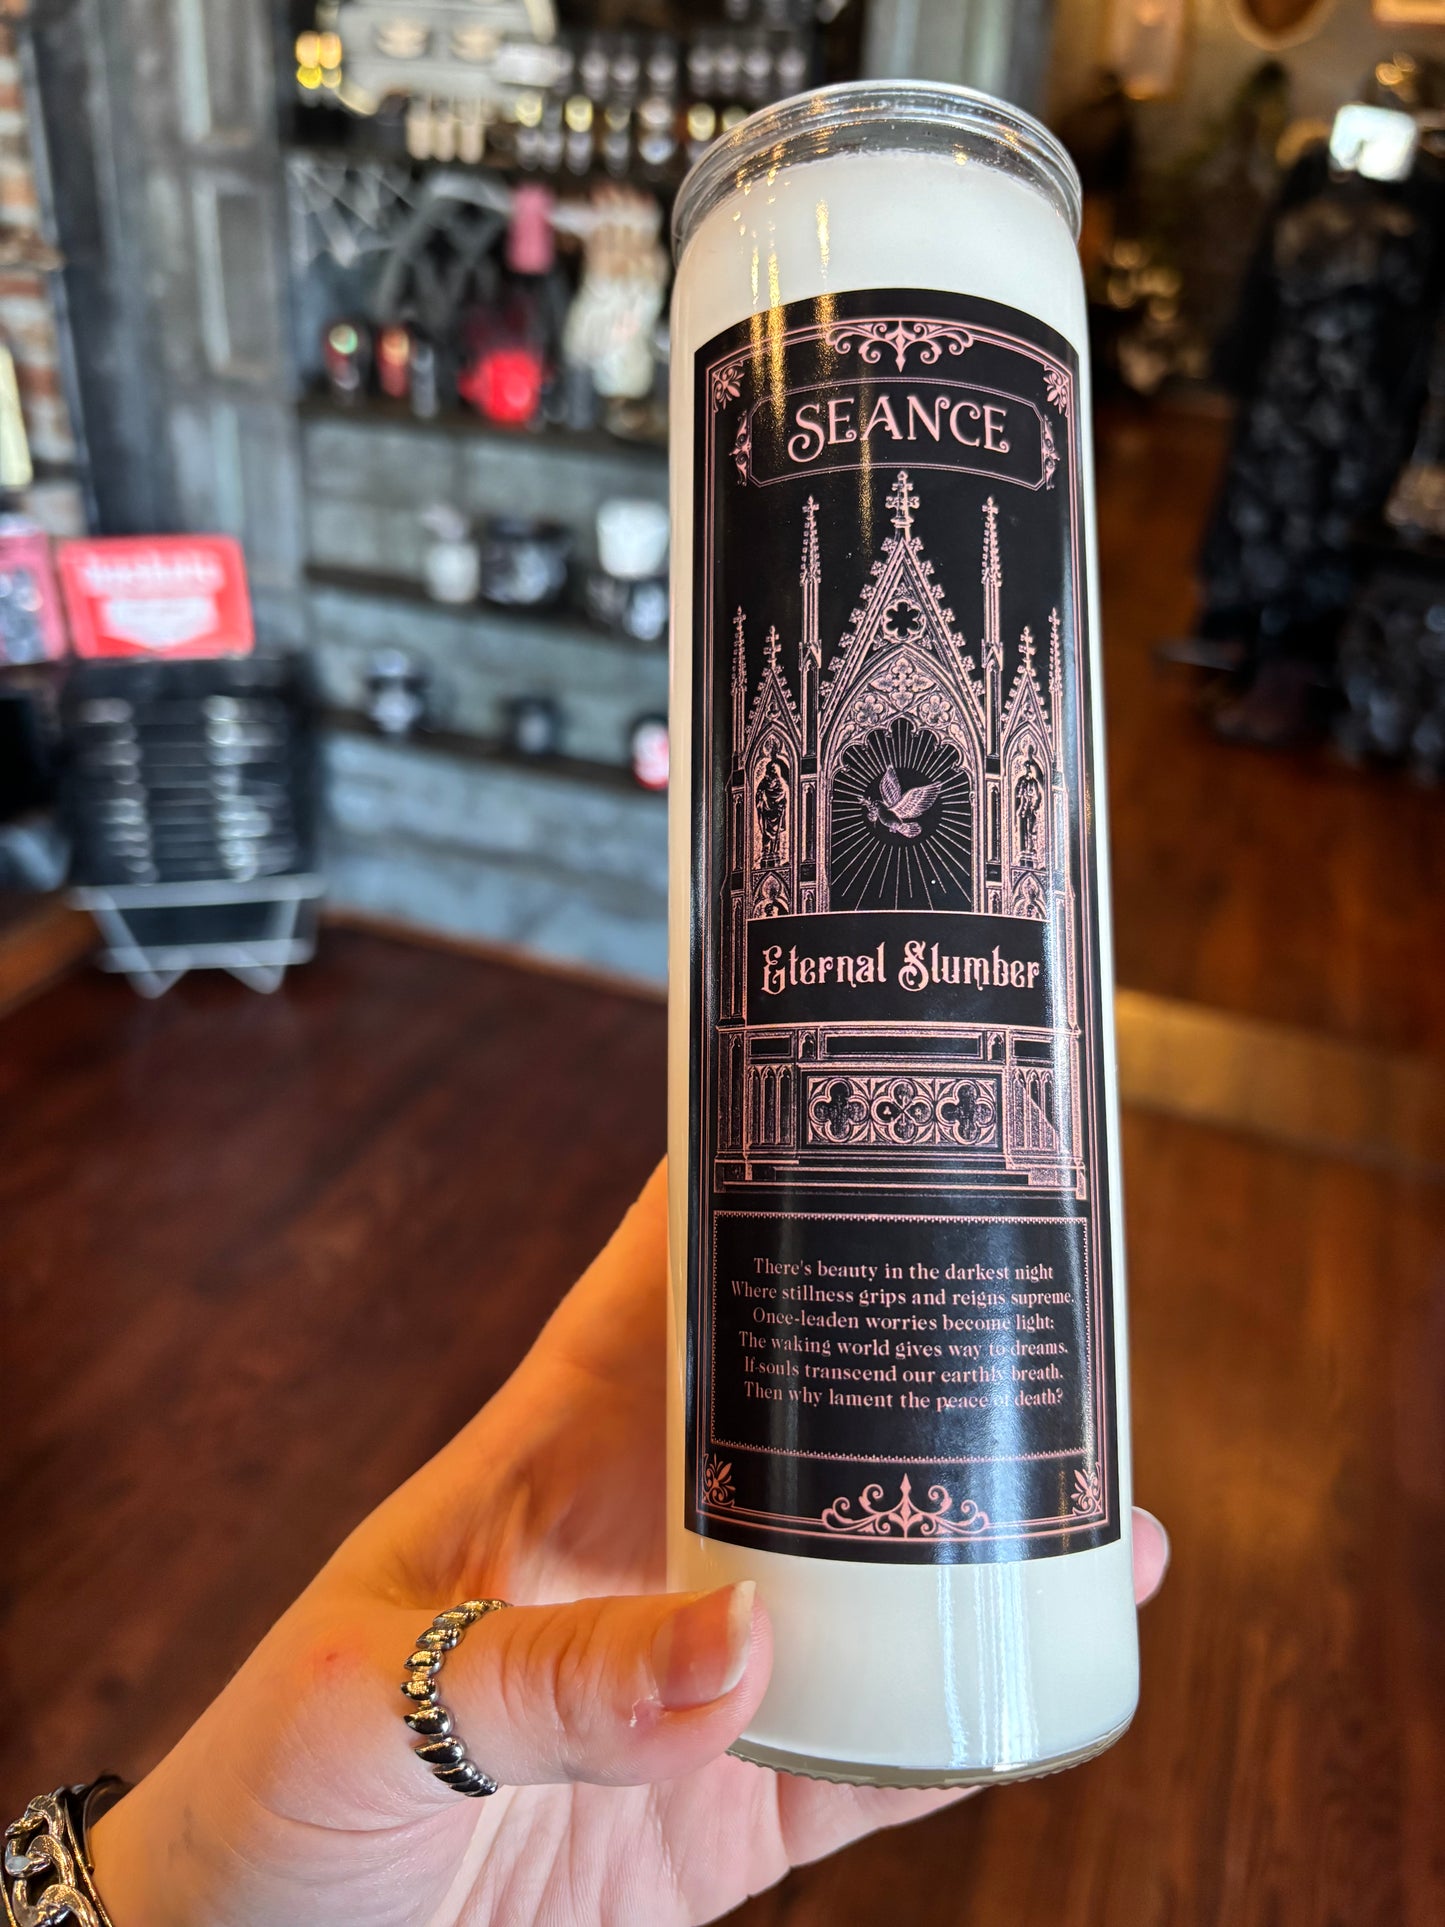 SEANCE
Eternal Slumber
There's beauty in the darkest night
Where stillness grips and reigns supreme.
Once-leaden worries become light:
The waking world gives way to dreams.
If souls transcend our earthly breath,
Then why lament the peace of death?